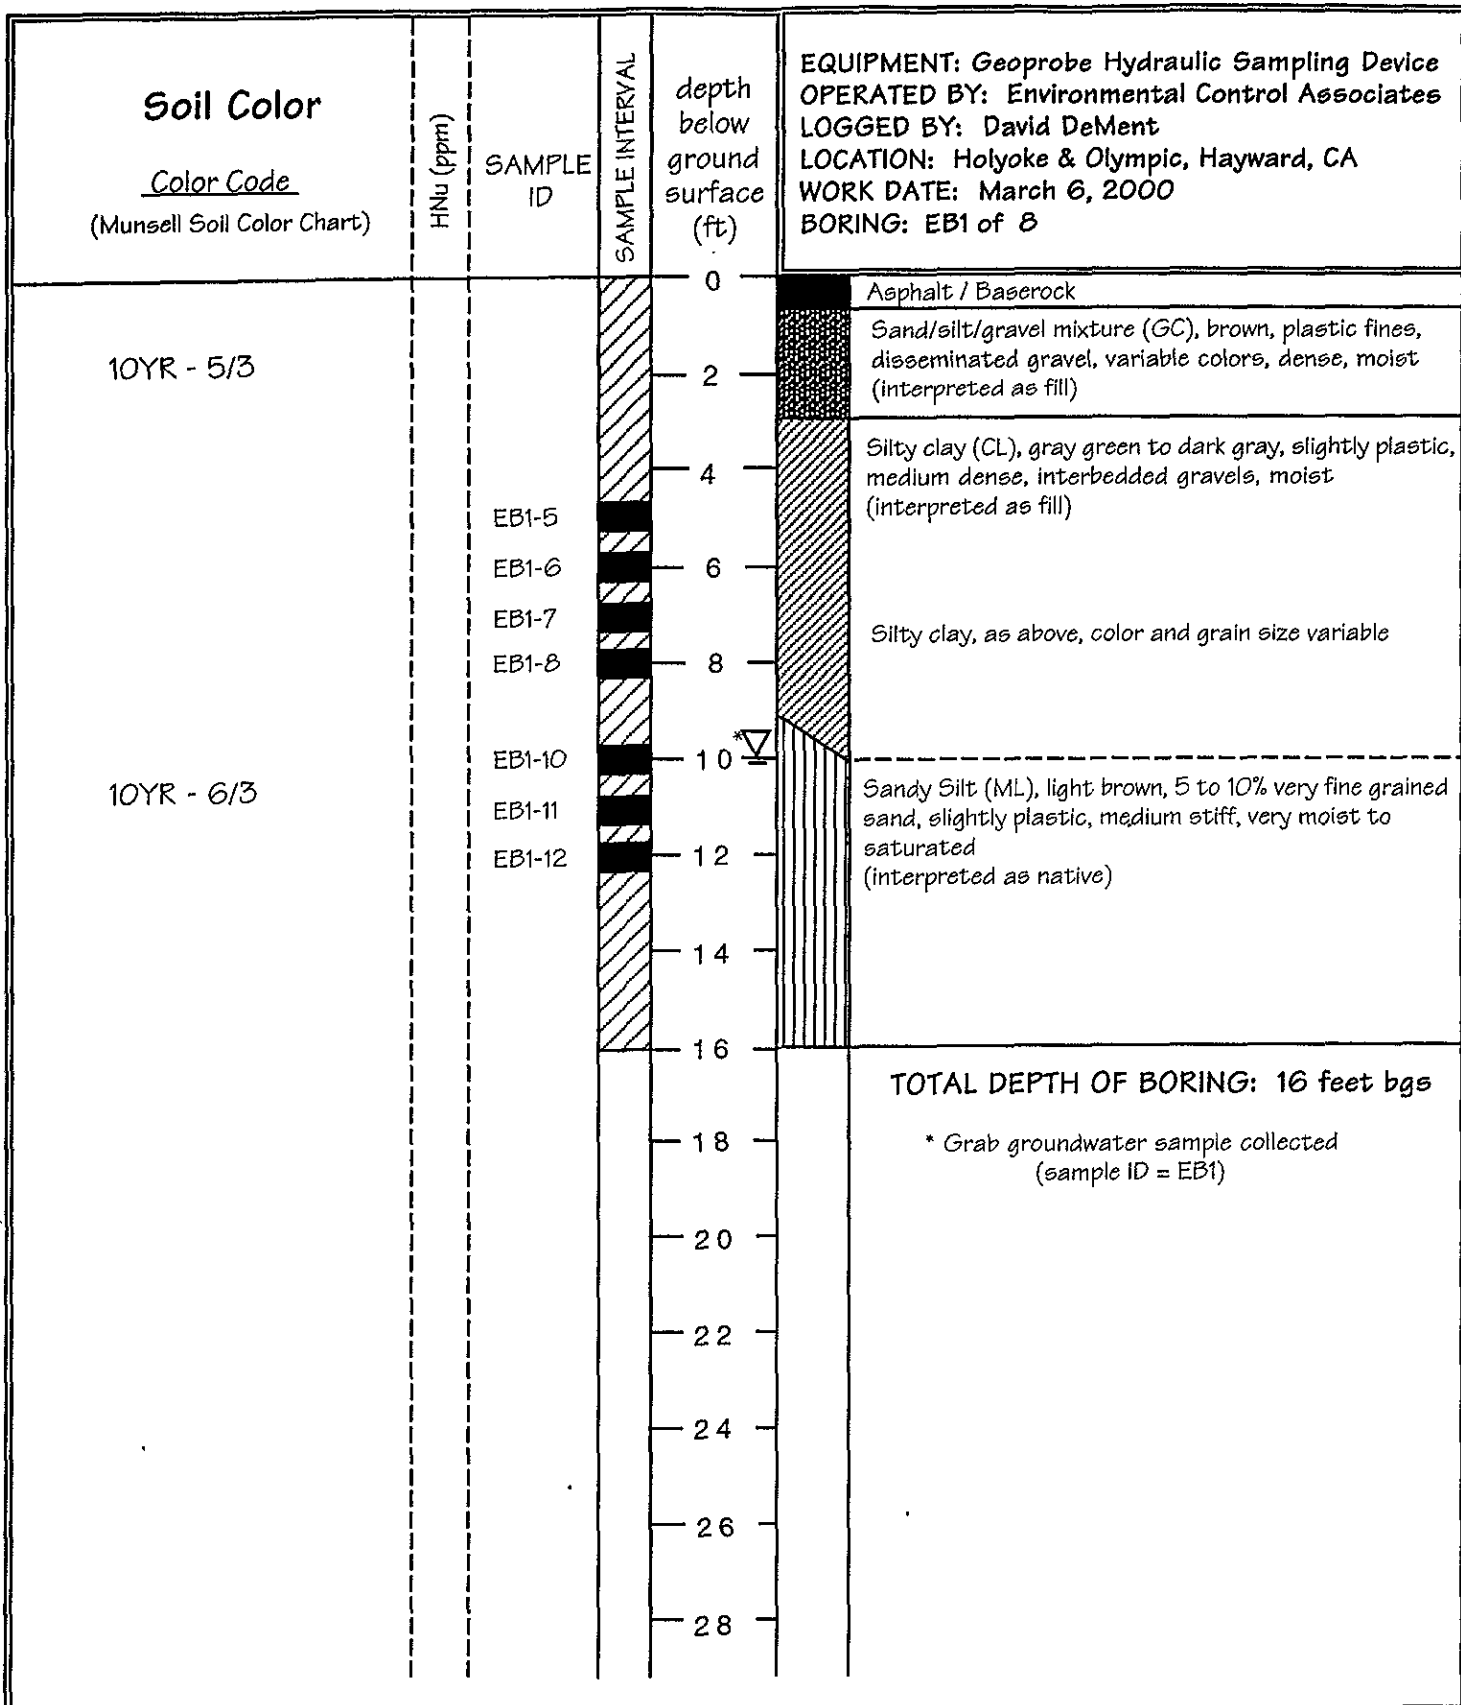 Soil Color
Color Code
(Munsell Soil Color Chart)
HNu (ppm)
SAMPLE
ID
SAMPLE INTERVAL
depth
below
ground
surface
(ft)
EQUIPMENT: Geoprobe Hydraulic Sampling Device
OPERATED BY: Environmental Control Associates
LOGGED BY: David DeMent
LOCATION: Holyoke & Olympic, Hayward, CA
WORK DATE: March 6, 2000
BORING: EB1 of 8
0
Asphalt / Baserock
Sand/silt/gravel mixture (GC), brown, plastic fines,
disseminated gravel, variable colors, dense, moist
(interpreted as fill)
10YR - 5/3
2
Silty clay (CL), gray green to dark gray, slightly plastic,
medium dense, interbedded gravels, moist
(interpreted as fill)
4
EB1-5
EB1-6
6
EB1-7
Silty clay, as above, color and grain size variable
EB1-8
8
*
EB1-10
10
10YR - 6/3
Sandy Silt (ML), light brown, 5 to 10% very fine grained
sand, slightly plastic, medium stiff, very moist to
saturated
(interpreted as native)
EB1-11
EB1-12
12
14
16
TOTAL DEPTH OF BORING: 16 feet bgs
18
* Grab groundwater sample collected
(sample ID = EB1)
20
22
24
26
28